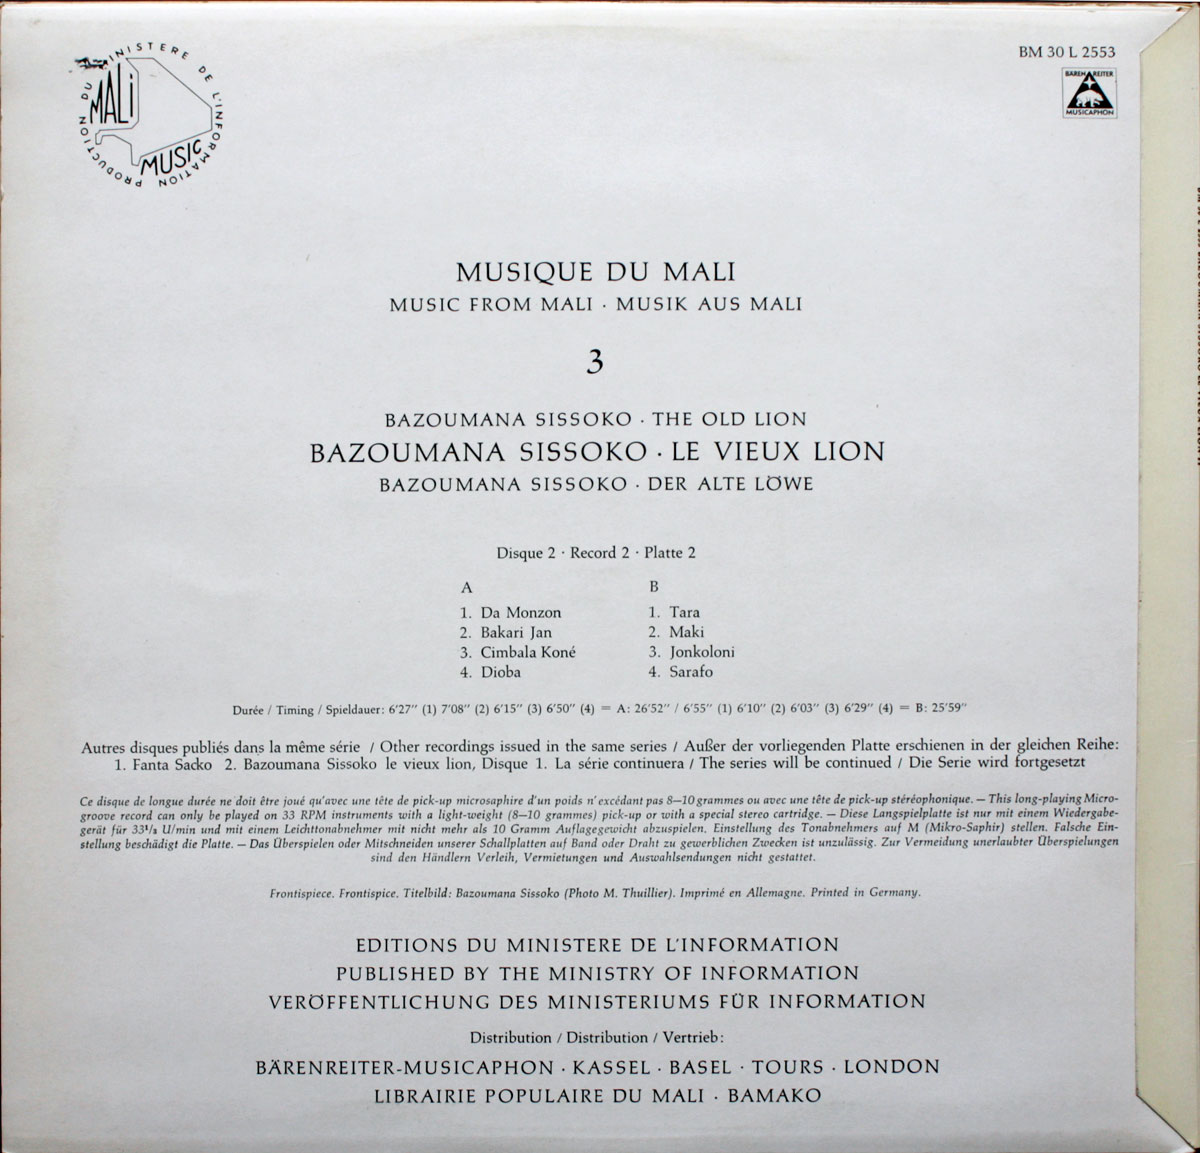 PRODUCTION DU MINISTERE DE L'INFORMATION
MALI
MUSIC
BM 30 L 2553
BÄRENREITER
MUSICAPHON
MUSIQUE DU MALI
MUSIC FROM MALI · MUSIK AUS MALI
3
BAZOUMANA SISSOKO · THE OLD LION
BAZOUMANA SISSOKO · LE VIEUX LION
BAZOUMANA SISSOKO · DER ALTE LÖWE
Disque 2 · Record 2 · Platte 2
A
1. Da Monzon
2. Bakari Jan
3. Cimbala Koné
4. Dioba
B
1. Tara
2. Maki
3. Jonkoloni
4. Sarafo
Durée / Timing / Spieldauer: 6'27'' (1) 7'08'' (2) 6'15'' (3) 6'50'' (4) = A: 26'52'' / 6'55'' (1) 6'10'' (2) 6'03'' (3) 6'29'' (4) = B: 25'59''
Autres disques publiés dans la même série / Other recordings issued in the same series / Außer der vorliegenden Platte erschienen in der gleichen Reihe:
1. Fanta Sacko 2. Bazoumana Sissoko le vieux lion, Disque 1. La série continuera / The series will be continued / Die Serie wird fortgesetzt
Ce disque de longue durée ne doit être joué qu'avec une tête de pick-up microsaphire d'un poids n'excédant pas 8—10 grammes ou avec une tête de pick-up stéréophonique. — This long-playing Micro-
groove record can only be played on 33 RPM instruments with a light-weight (8—10 grammes) pick-up or with a special stereo cartridge. — Diese Langspielplatte ist nur mit einem Wiedergabe-
gerät für 33⅓ U/min und mit einem Leichttonabnehmer mit nicht mehr als 10 Gramm Auflagegewicht abzuspielen. Einstellung des Tonabnehmers auf M (Mikro-Saphir) stellen. Falsche Ein-
stellung beschädigt die Platte. — Das Überspielen oder Mitschneiden unserer Schallplatten auf Band oder Draht zu gewerblichen Zwecken ist unzulässig. Zur Vermeidung unerlaubter Überspielungen
sind den Händlern Verleih, Vermietungen und Auswahlsendungen nicht gestattet.
Frontispiece. Frontispice. Titelbild: Bazoumana Sissoko (Photo M. Thuillier). Imprimé en Allemagne. Printed in Germany.
EDITIONS DU MINISTERE DE L'INFORMATION
PUBLISHED BY THE MINISTRY OF INFORMATION
VERÖFFENTLICHUNG DES MINISTERIUMS FÜR INFORMATION
Distribution / Distribution / Vertrieb:
BÄRENREITER-MUSICAPHON · KASSEL · BASEL · TOURS · LONDON
LIBRAIRIE POPULAIRE DU MALI · BAMAKO